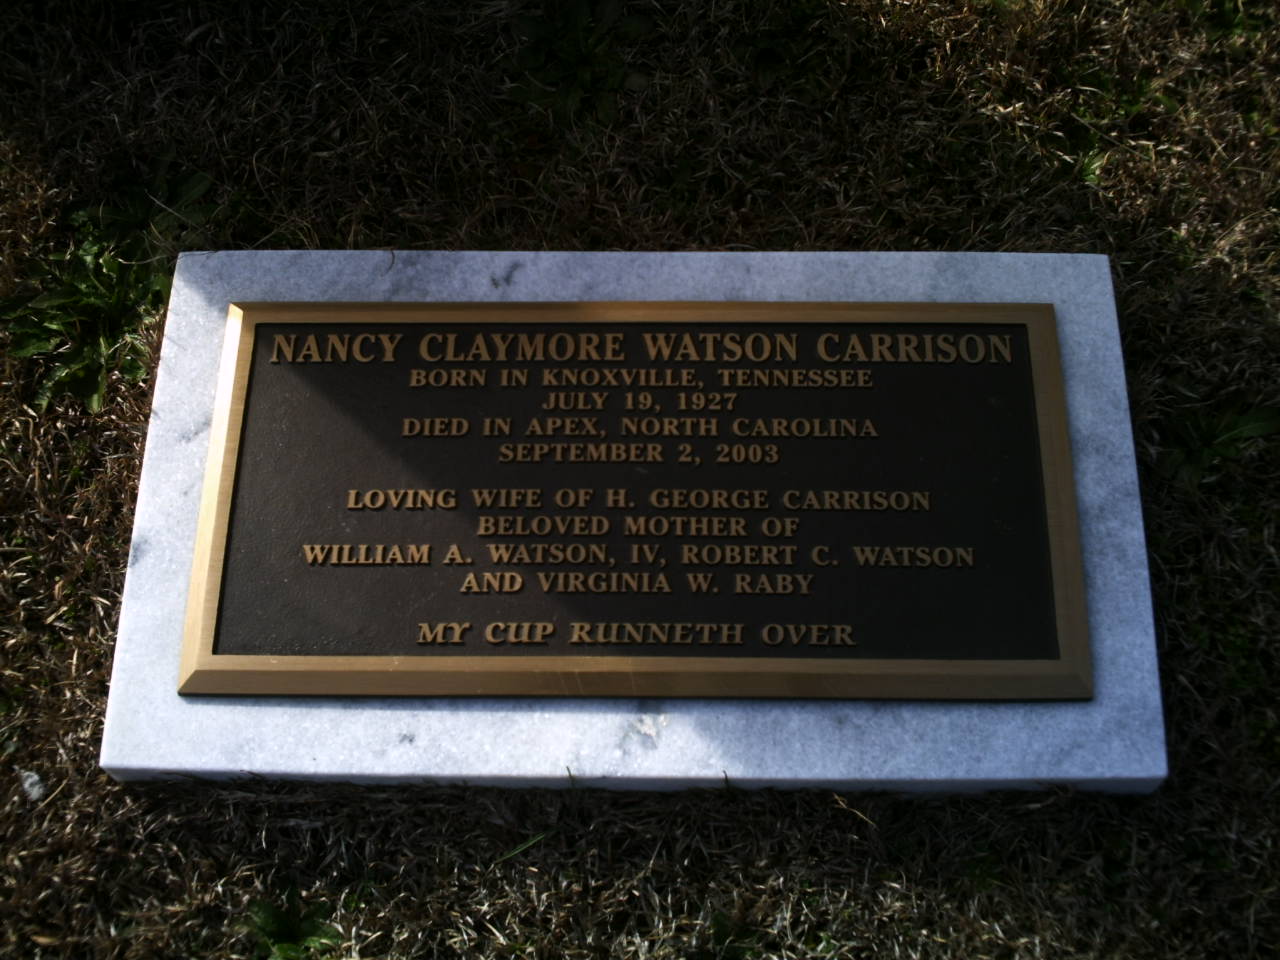 NANCY CLAYMORE WATSON CARRISON
BORN IN KNOXVILLE, TENNESSEE
JULY 19, 1927
DIED IN APEX, NORTH CAROLINA
SEPTEMBER 2, 2003
LOVING WIFE OF H. GEORGE CARRISON
BELOVED MOTHER OF
WILLIAM A. WATSON, IV, ROBERT C. WATSON
AND VIRGINIA W. RABY
MY CUP RUNNETH OVER